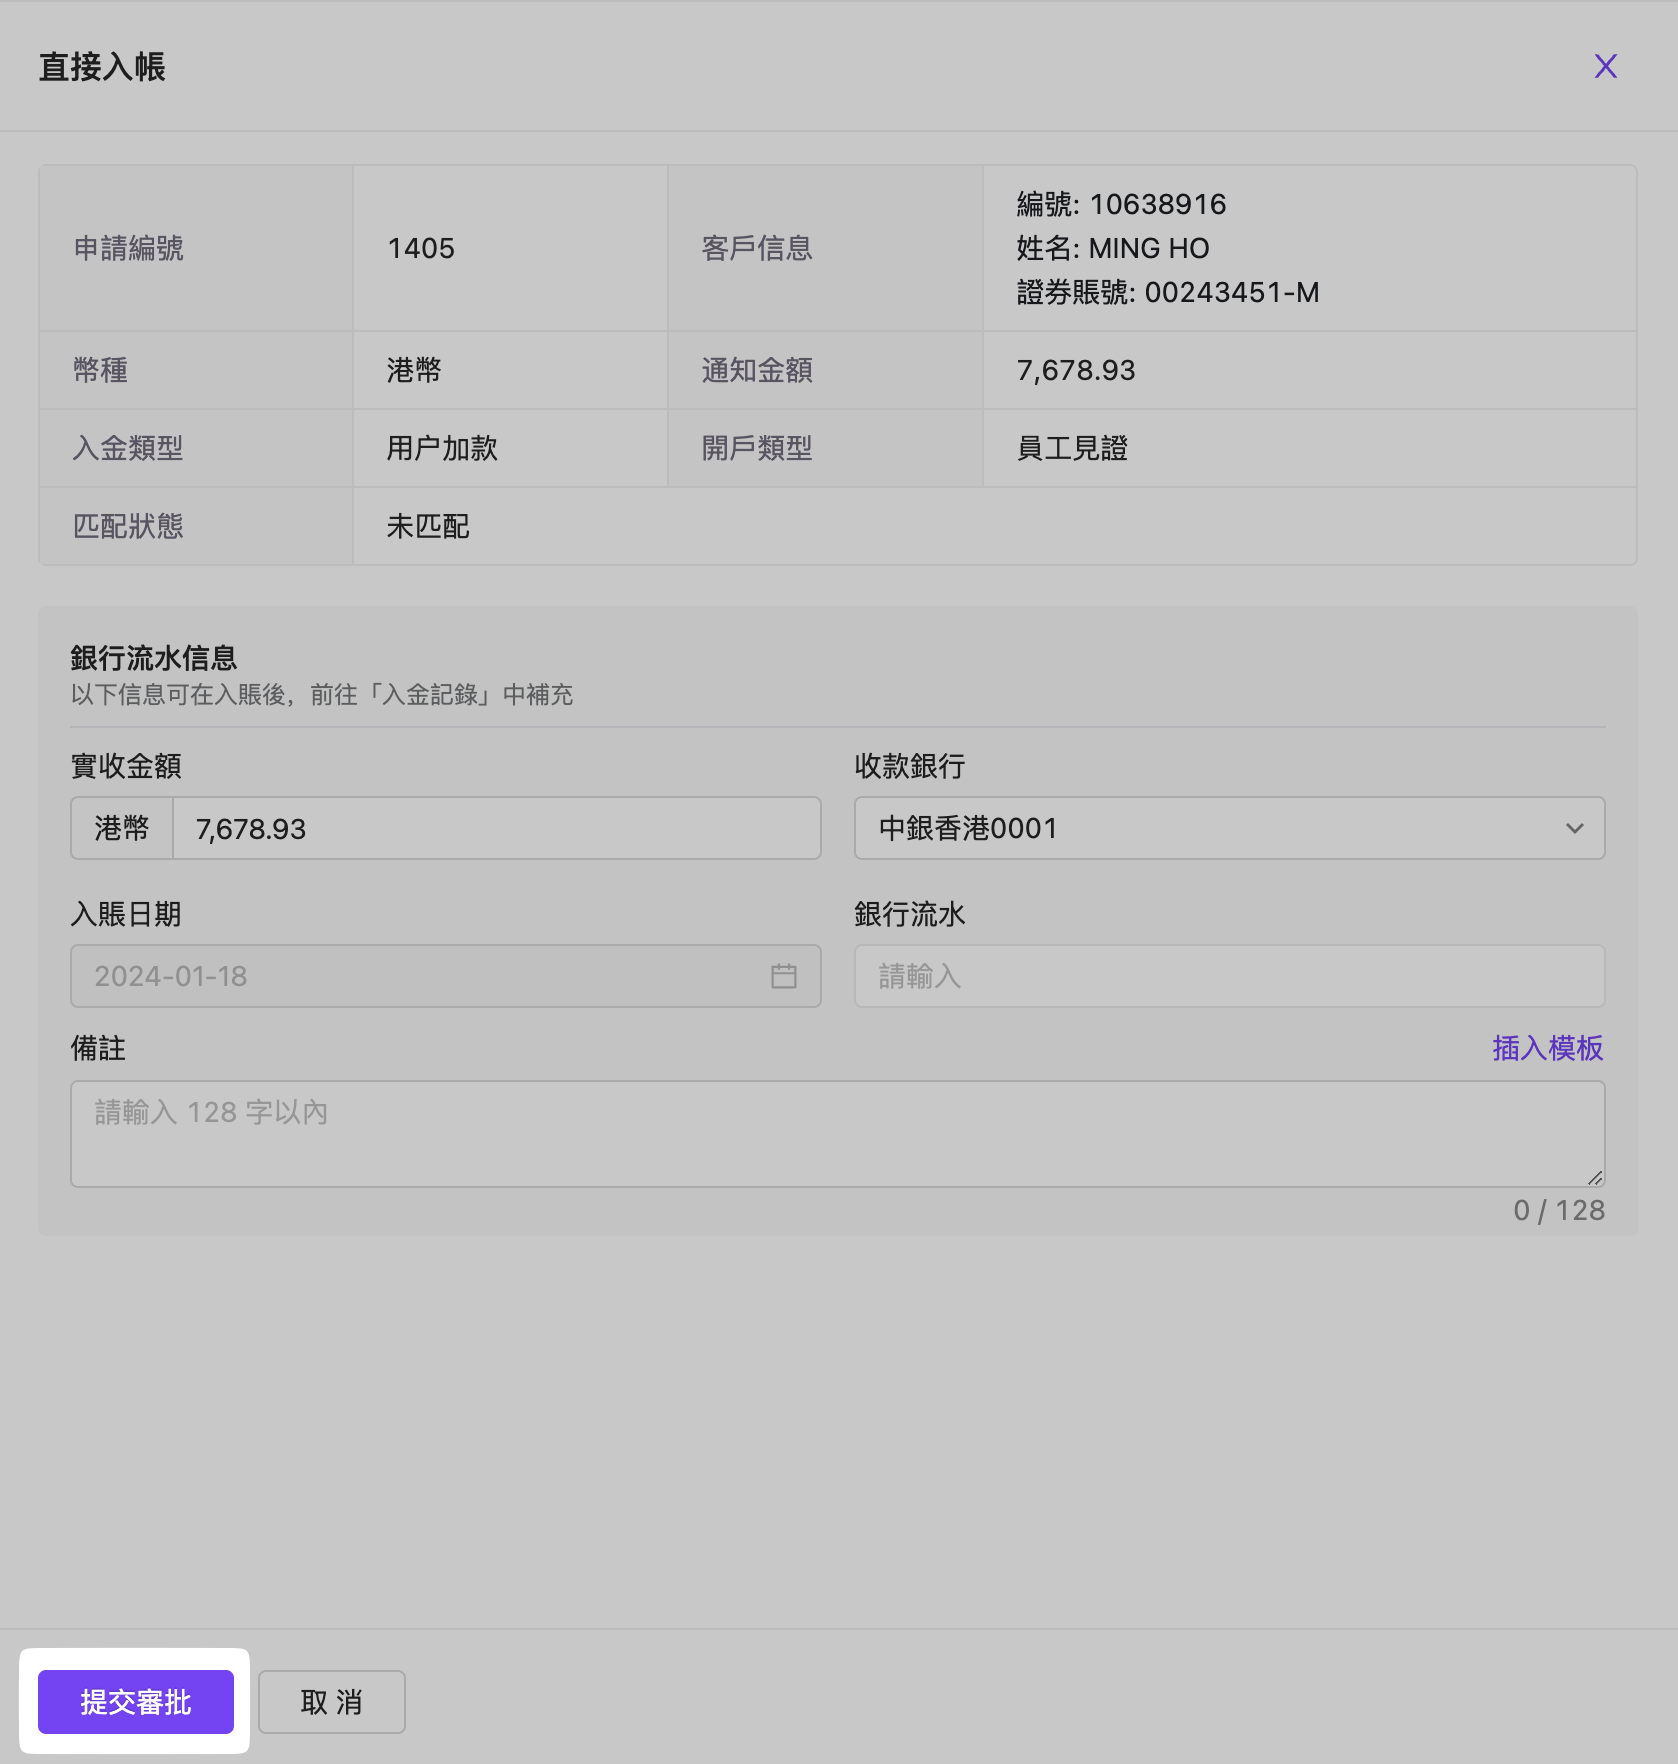 直接入帳
申請編號
1405
客戶信息
編號: 10638916
姓名: MING HO
證券賬號: 00243451-M
幣種
港幣
通知金額
7,678.93
入金類型
用户加款
開戶類型
員工見證
匹配狀態
未匹配
銀行流水信息
以下信息可在入賬後，前往「入金記錄」中補充
實收金額
港幣
7,678.93
收款銀行
中銀香港0001
入賬日期
2024-01-18
銀行流水
請輸入
備註
插入模板
請輸入 128 字以內
0 / 128
提交審批
取 消